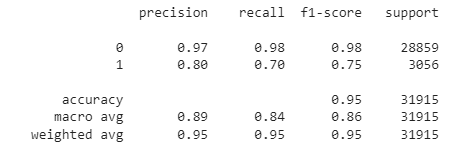 precision recall f1-score support
0 0.97 0.98 0.98 28859
1 0.80 0.70 0.75 3056
accuracy 0.95 31915
macro avg 0.89 0.84 0.86 31915
weighted avg 0.95 0.95 0.95 31915